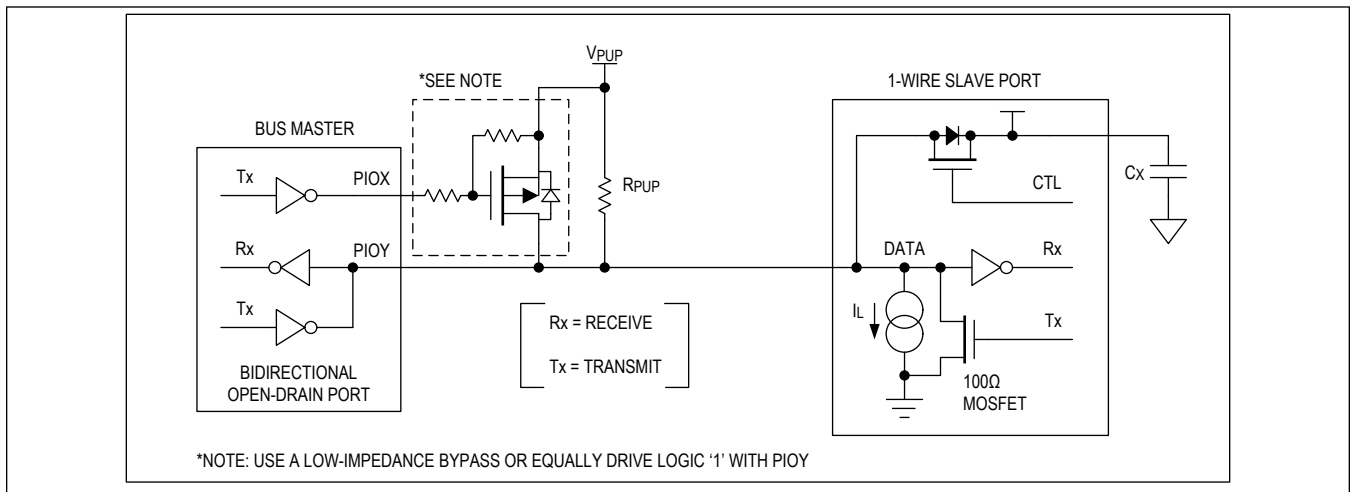 VPUP
*SEE NOTE
1-WIRE SLAVE PORT
BUS MASTER
Tx
PIOX
RPUP
CTL
CX
Rx
PIOY
DATA
Rx
Tx
IL
Tx
Rx = RECEIVE
Tx = TRANSMIT
BIDIRECTIONAL
OPEN-DRAIN PORT
100Ω
MOSFET
*NOTE: USE A LOW-IMPEDANCE BYPASS OR EQUALLY DRIVE LOGIC ‘1’ WITH PIOY